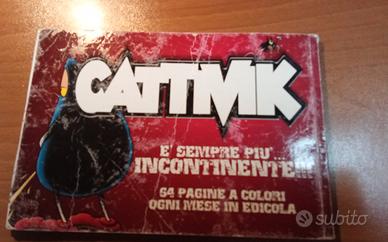 CATTIVIK
E' SEMPRE PIU'...
INCONTINENTE!!!
64 PAGINE A COLORI
OGNI MESE IN EDICOLA
subito